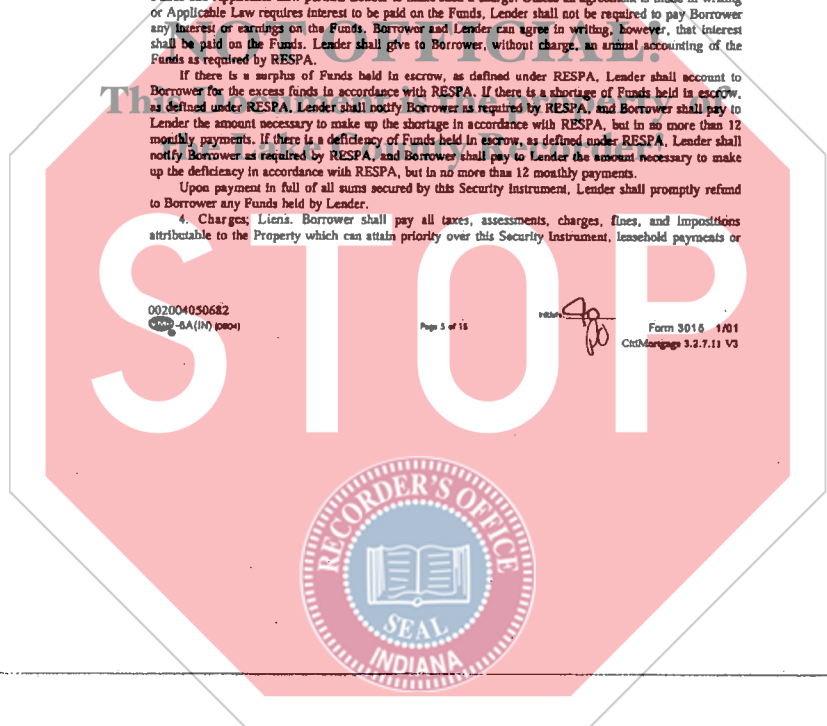 or Applicable Law requires interest to be paid on the Funds, Lender shall not be required to pay Borrower
any interest or earnings on the Funds. Borrower and Lender can agree in writing, however, that interest
shall be paid on the Funds. Lender shall give to Borrower, without charge, an annual accounting of the
Funds as required by RESPA.
If there is a surplus of Funds held in escrow, as defined under RESPA, Lender shall account to
Borrower for the excess funds in accordance with RESPA. If there is a shortage of Funds held in escrow,
as defined under RESPA, Lender shall notify Borrower as required by RESPA, and Borrower shall pay to
Lender the amount necessary to make up the shortage in accordance with RESPA, but in no more than 12
monthly payments. If there is a deficiency of Funds held in escrow, as defined under RESPA, Lender shall
notify Borrower as required by RESPA, and Borrower shall pay to Lender the amount necessary to make
up the deficiency in accordance with RESPA, but in no more than 12 monthly payments.
Upon payment in full of all sums secured by this Security Instrument, Lender shall promptly refund
to Borrower any Funds held by Lender.
4. Charges; Liens. Borrower shall pay all taxes, assessments, charges, fines, and impositions
attributable to the Property which can attain priority over this Security Instrument, leasehold payments or
NOT OFFICIAL!
This Document is the property of
the Lake County Recorder!
STOP
002004050682
-6A(IN) (0804)
Page 5 of 15
Initials:
Form 3015 1/01
CitiMortgage 3.2.7.11 V3
RECORDER'S OFFICE
SEAL
INDIANA